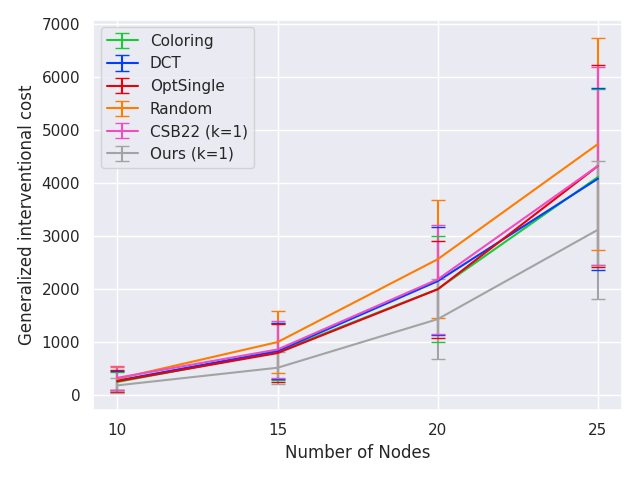 7000
6000
5000
4000
3000
2000
1000
0
Generalized interventional cost
Coloring
DCT
OptSingle
Random
CSB22 (k=1)
Ours (k=1)
10
15
20
25
Number of Nodes